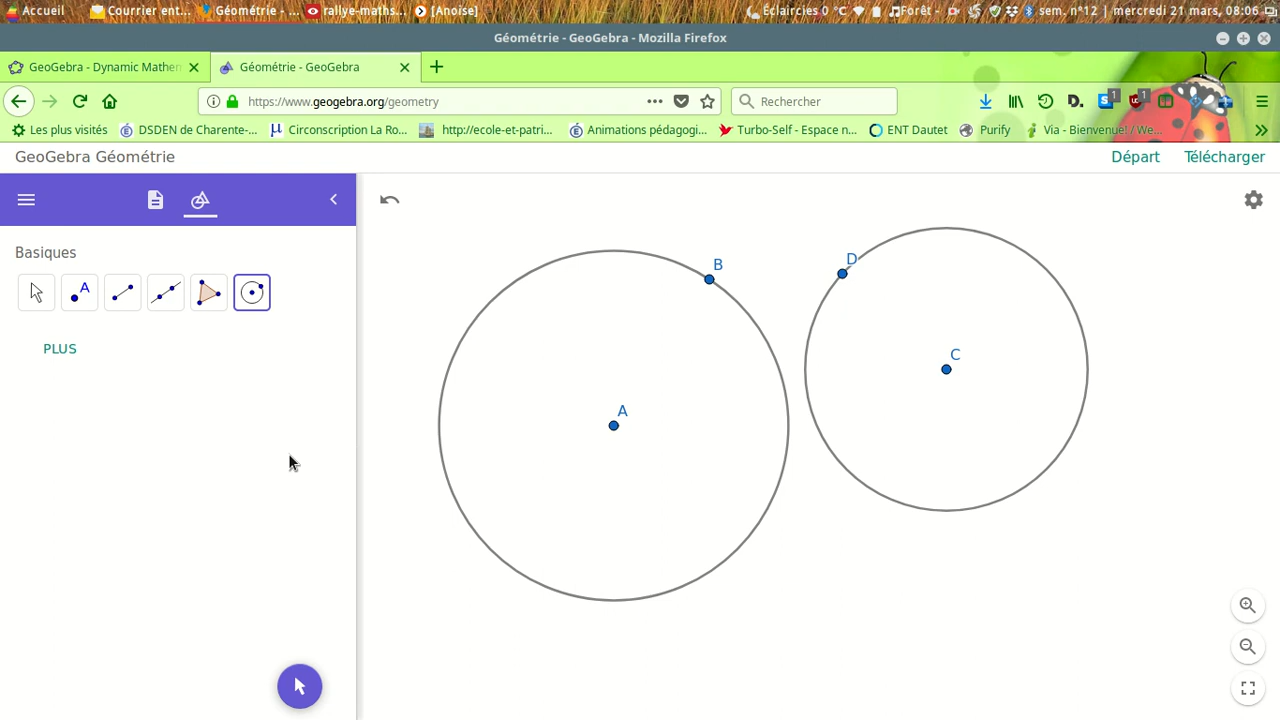 Accueil Courrier ent... Géométrie - ... rallye-maths... [Anoise] Éclaircies 0 °C Forêt - sem. n°12 | mercredi 21 mars, 08:06
Géométrie - GeoGebra - Mozilla Firefox
GeoGebra - Dynamic Mathem Géométrie - GeoGebra
https://www.geogebra.org/geometry Rechercher D. S 1 1
Les plus visités DSDEN de Charente-... µ Circonscription La Ro... http://ecole-et-patri... Animations pédagogi... Turbo-Self - Espace n... ENT Dautet Purify Via - Bienvenue! / We...
GeoGebra Géométrie Départ Télécharger
Basiques
A
PLUS
B
D
C
A